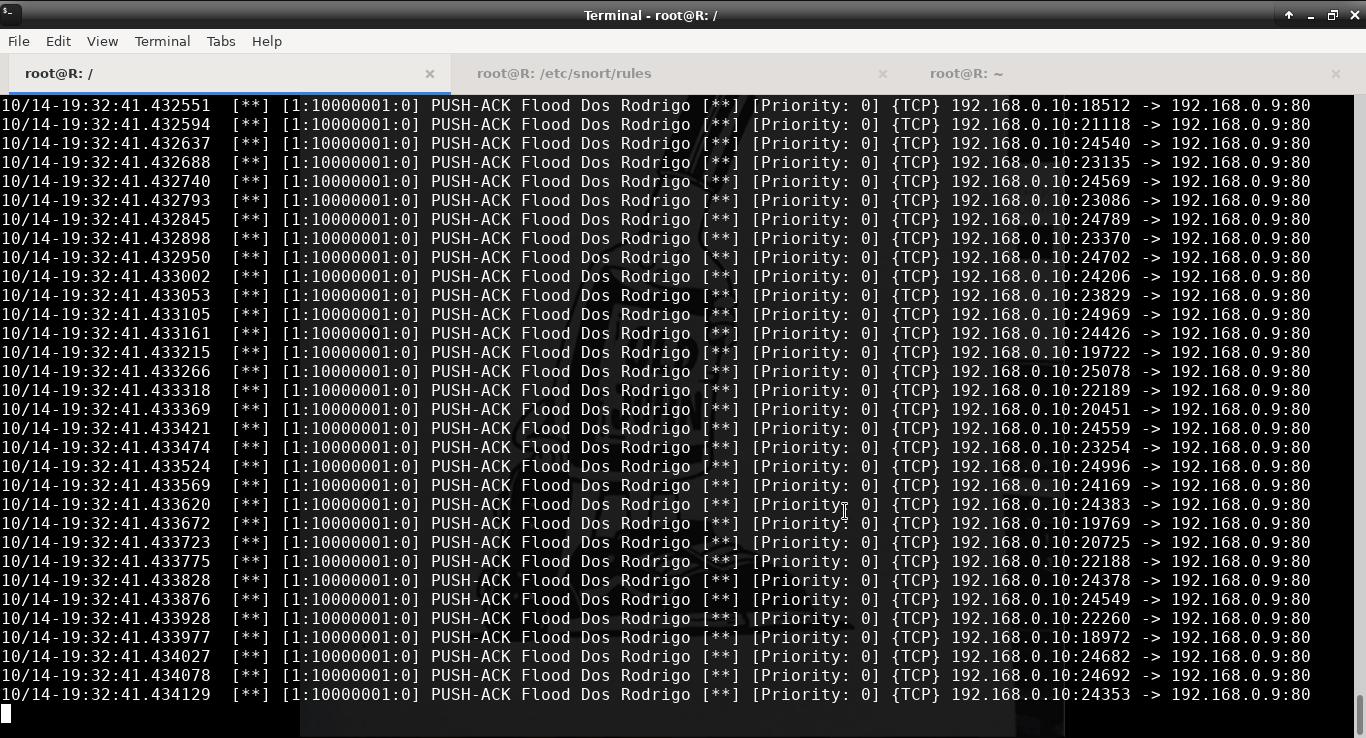 Terminal - root@R: /
File Edit View Terminal Tabs Help
root@R: / root@R: /etc/snort/rules root@R: ~
10/14-19:32:41.432551 [**] [1:10000001:0] PUSH-ACK Flood Dos Rodrigo [**] [Priority: 0] {TCP} 192.168.0.10:18512 -> 192.168.0.9:80
10/14-19:32:41.432594 [**] [1:10000001:0] PUSH-ACK Flood Dos Rodrigo [**] [Priority: 0] {TCP} 192.168.0.10:21118 -> 192.168.0.9:80
10/14-19:32:41.432637 [**] [1:10000001:0] PUSH-ACK Flood Dos Rodrigo [**] [Priority: 0] {TCP} 192.168.0.10:24540 -> 192.168.0.9:80
10/14-19:32:41.432688 [**] [1:10000001:0] PUSH-ACK Flood Dos Rodrigo [**] [Priority: 0] {TCP} 192.168.0.10:23135 -> 192.168.0.9:80
10/14-19:32:41.432740 [**] [1:10000001:0] PUSH-ACK Flood Dos Rodrigo [**] [Priority: 0] {TCP} 192.168.0.10:24569 -> 192.168.0.9:80
10/14-19:32:41.432793 [**] [1:10000001:0] PUSH-ACK Flood Dos Rodrigo [**] [Priority: 0] {TCP} 192.168.0.10:23086 -> 192.168.0.9:80
10/14-19:32:41.432845 [**] [1:10000001:0] PUSH-ACK Flood Dos Rodrigo [**] [Priority: 0] {TCP} 192.168.0.10:24789 -> 192.168.0.9:80
10/14-19:32:41.432898 [**] [1:10000001:0] PUSH-ACK Flood Dos Rodrigo [**] [Priority: 0] {TCP} 192.168.0.10:23370 -> 192.168.0.9:80
10/14-19:32:41.432950 [**] [1:10000001:0] PUSH-ACK Flood Dos Rodrigo [**] [Priority: 0] {TCP} 192.168.0.10:24702 -> 192.168.0.9:80
10/14-19:32:41.433002 [**] [1:10000001:0] PUSH-ACK Flood Dos Rodrigo [**] [Priority: 0] {TCP} 192.168.0.10:24206 -> 192.168.0.9:80
10/14-19:32:41.433053 [**] [1:10000001:0] PUSH-ACK Flood Dos Rodrigo [**] [Priority: 0] {TCP} 192.168.0.10:23829 -> 192.168.0.9:80
10/14-19:32:41.433105 [**] [1:10000001:0] PUSH-ACK Flood Dos Rodrigo [**] [Priority: 0] {TCP} 192.168.0.10:24969 -> 192.168.0.9:80
10/14-19:32:41.433161 [**] [1:10000001:0] PUSH-ACK Flood Dos Rodrigo [**] [Priority: 0] {TCP} 192.168.0.10:24426 -> 192.168.0.9:80
10/14-19:32:41.433215 [**] [1:10000001:0] PUSH-ACK Flood Dos Rodrigo [**] [Priority: 0] {TCP} 192.168.0.10:19722 -> 192.168.0.9:80
10/14-19:32:41.433266 [**] [1:10000001:0] PUSH-ACK Flood Dos Rodrigo [**] [Priority: 0] {TCP} 192.168.0.10:25078 -> 192.168.0.9:80
10/14-19:32:41.433318 [**] [1:10000001:0] PUSH-ACK Flood Dos Rodrigo [**] [Priority: 0] {TCP} 192.168.0.10:22189 -> 192.168.0.9:80
10/14-19:32:41.433369 [**] [1:10000001:0] PUSH-ACK Flood Dos Rodrigo [**] [Priority: 0] {TCP} 192.168.0.10:20451 -> 192.168.0.9:80
10/14-19:32:41.433421 [**] [1:10000001:0] PUSH-ACK Flood Dos Rodrigo [**] [Priority: 0] {TCP} 192.168.0.10:24559 -> 192.168.0.9:80
10/14-19:32:41.433474 [**] [1:10000001:0] PUSH-ACK Flood Dos Rodrigo [**] [Priority: 0] {TCP} 192.168.0.10:23254 -> 192.168.0.9:80
10/14-19:32:41.433524 [**] [1:10000001:0] PUSH-ACK Flood Dos Rodrigo [**] [Priority: 0] {TCP} 192.168.0.10:24996 -> 192.168.0.9:80
10/14-19:32:41.433569 [**] [1:10000001:0] PUSH-ACK Flood Dos Rodrigo [**] [Priority: 0] {TCP} 192.168.0.10:24169 -> 192.168.0.9:80
10/14-19:32:41.433620 [**] [1:10000001:0] PUSH-ACK Flood Dos Rodrigo [**] [Priority: 0] {TCP} 192.168.0.10:24383 -> 192.168.0.9:80
10/14-19:32:41.433672 [**] [1:10000001:0] PUSH-ACK Flood Dos Rodrigo [**] [Priority: 0] {TCP} 192.168.0.10:19769 -> 192.168.0.9:80
10/14-19:32:41.433723 [**] [1:10000001:0] PUSH-ACK Flood Dos Rodrigo [**] [Priority: 0] {TCP} 192.168.0.10:20725 -> 192.168.0.9:80
10/14-19:32:41.433775 [**] [1:10000001:0] PUSH-ACK Flood Dos Rodrigo [**] [Priority: 0] {TCP} 192.168.0.10:22188 -> 192.168.0.9:80
10/14-19:32:41.433828 [**] [1:10000001:0] PUSH-ACK Flood Dos Rodrigo [**] [Priority: 0] {TCP} 192.168.0.10:24378 -> 192.168.0.9:80
10/14-19:32:41.433876 [**] [1:10000001:0] PUSH-ACK Flood Dos Rodrigo [**] [Priority: 0] {TCP} 192.168.0.10:24549 -> 192.168.0.9:80
10/14-19:32:41.433928 [**] [1:10000001:0] PUSH-ACK Flood Dos Rodrigo [**] [Priority: 0] {TCP} 192.168.0.10:22260 -> 192.168.0.9:80
10/14-19:32:41.433977 [**] [1:10000001:0] PUSH-ACK Flood Dos Rodrigo [**] [Priority: 0] {TCP} 192.168.0.10:18972 -> 192.168.0.9:80
10/14-19:32:41.434027 [**] [1:10000001:0] PUSH-ACK Flood Dos Rodrigo [**] [Priority: 0] {TCP} 192.168.0.10:24682 -> 192.168.0.9:80
10/14-19:32:41.434078 [**] [1:10000001:0] PUSH-ACK Flood Dos Rodrigo [**] [Priority: 0] {TCP} 192.168.0.10:24692 -> 192.168.0.9:80
10/14-19:32:41.434129 [**] [1:10000001:0] PUSH-ACK Flood Dos Rodrigo [**] [Priority: 0] {TCP} 192.168.0.10:24353 -> 192.168.0.9:80